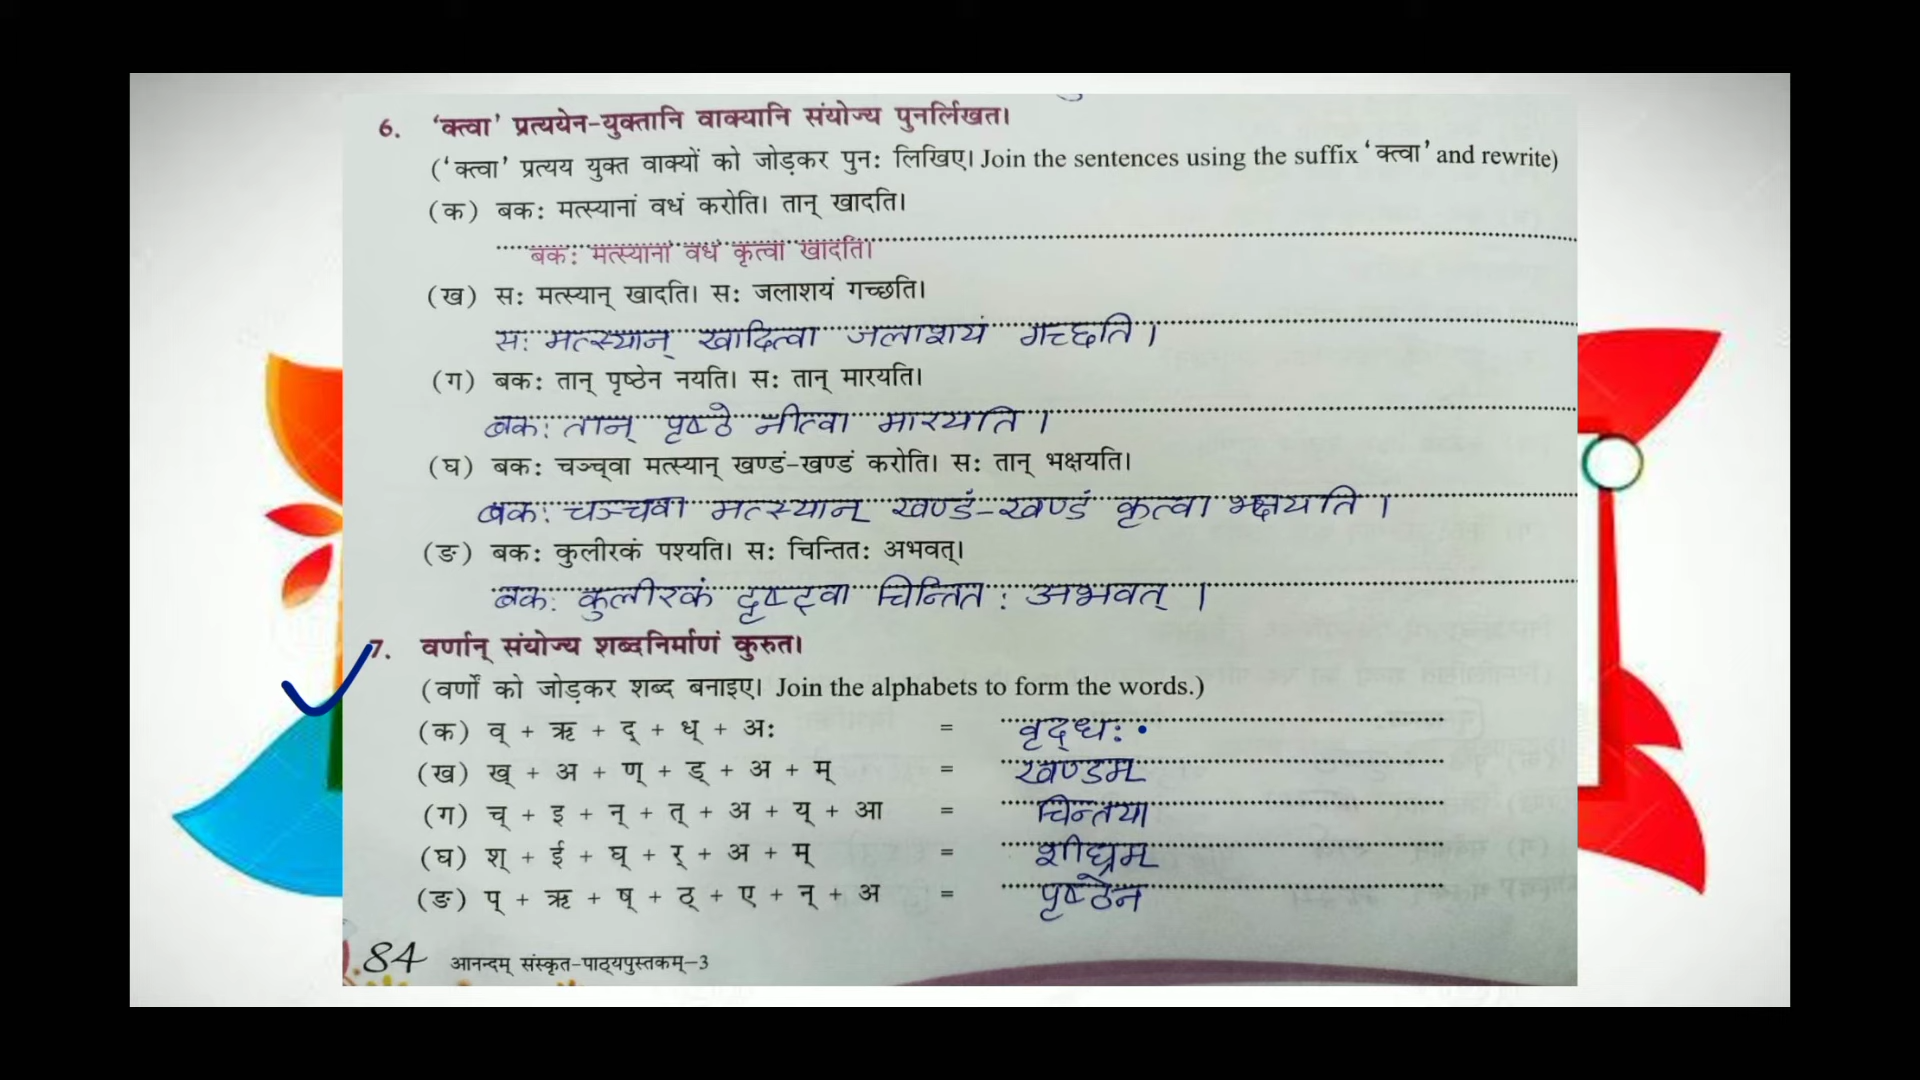 6. 'क्त्वा' प्रत्ययेन-युक्तानि वाक्यानि संयोज्य पुनर्लिखत।
('क्त्वा' प्रत्यय युक्त वाक्यों को जोड़कर पुनः लिखिए। Join the sentences using the suffix 'क्त्वा' and rewrite)
(क) बकः मत्स्यानां वधं करोति। तान् खादति।
बकः मत्स्यानां वधं कृत्वा खादति।
(ख) सः मत्स्यान् खादति। सः जलाशयं गच्छति।
सः मत्स्यान् खादित्वा जलाशयं गच्छति।
(ग) बकः तान् पृष्ठेन नयति। सः तान् मारयति।
बकः तान् पृष्ठे नीत्वा मारयति।
(घ) बकः चञ्च्वा मत्स्यान् खण्डं-खण्डं करोति। सः तान् भक्षयति।
बकः चञ्च्वा मत्स्यान् खण्डं-खण्डं कृत्वा भक्षयति।
(ङ) बकः कुलीरकं पश्यति। सः चिन्तितः अभवत्।
बकः कुलीरकं दृष्ट्वा चिन्तितः अभवत्।
7. वर्णान् संयोज्य शब्दनिर्माणं कुरुत।
(वर्णों को जोड़कर शब्द बनाइए। Join the alphabets to form the words.)
(क) व् + ऋ + द् + ध् + अः = वृद्धः
(ख) ख् + अ + ण् + ड् + अ + म् = खण्डम्
(ग) च् + इ + न् + त् + अ + य् + आ = चिन्तया
(घ) श् + ई + घ् + र् + अ + म् = शीघ्रम्
(ङ) प् + ऋ + ष् + ठ् + ए + न् + अ = पृष्ठेन
84 आनन्दम् संस्कृत-पाठ्यपुस्तकम्-3